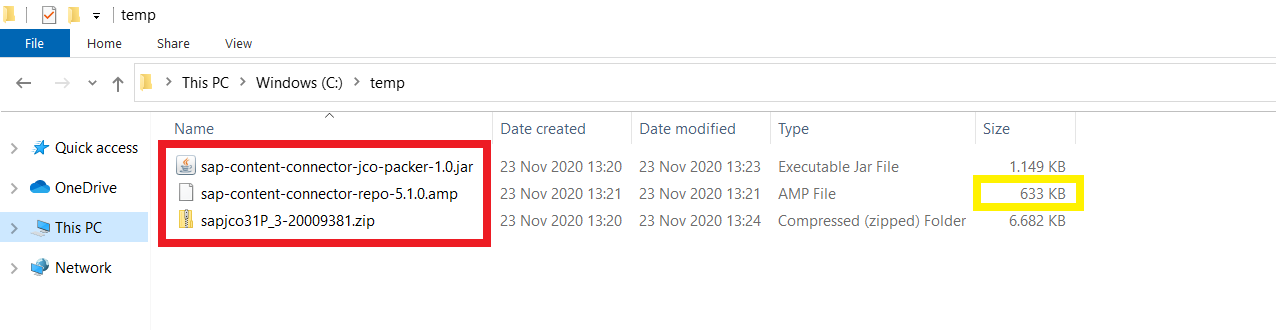 temp
File Home Share View
This PC Windows (C:) temp
Name Date created Date modified Type Size
Quick access
OneDrive
This PC
Network
sap-content-connector-jco-packer-1.0.jar 23 Nov 2020 13:20 23 Nov 2020 13:23 Executable Jar File 1.149 KB
sap-content-connector-repo-5.1.0.amp 23 Nov 2020 13:21 23 Nov 2020 13:21 AMP File 633 KB
sapjco31P_3-20009381.zip 23 Nov 2020 13:20 23 Nov 2020 13:24 Compressed (zipped) Folder 6.682 KB